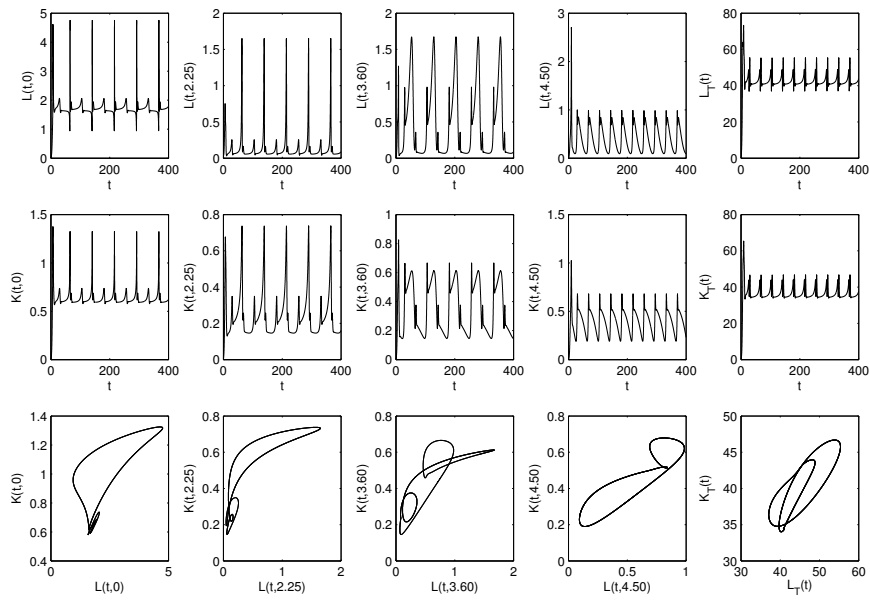 5 4 3 2 1 0
L(t,0)
0 200 400
t
2 1.5 1 0.5 0
L(t,2.25)
0 200 400
t
2 1.5 1 0.5 0
L(t,3.60)
0 200 400
t
3 2 1 0
L(t,4.50)
0 200 400
t
80 60 40 20 0
L_T(t)
0 200 400
t
1.5 1 0.5 0
K(t,0)
0 200 400
t
0.8 0.6 0.4 0.2 0
K(t,2.25)
0 200 400
t
1 0.8 0.6 0.4 0.2 0
K(t,3.60)
0 200 400
t
1.5 1 0.5 0
K(t,4.50)
0 200 400
t
80 60 40 20 0
K_T(t)
0 200 400
t
1.4 1.2 1 0.8 0.6 0.4
K(t,0)
0 5
L(t,0)
0.8 0.6 0.4 0.2 0
K(t,2.25)
0 1 2
L(t,2.25)
0.8 0.6 0.4 0.2 0
K(t,3.60)
0 1 2
L(t,3.60)
0.8 0.6 0.4 0.2 0
K(t,4.50)
0 0.5 1
L(t,4.50)
50 45 40 35 30
K_T(t)
30 40 50 60
L_T(t)